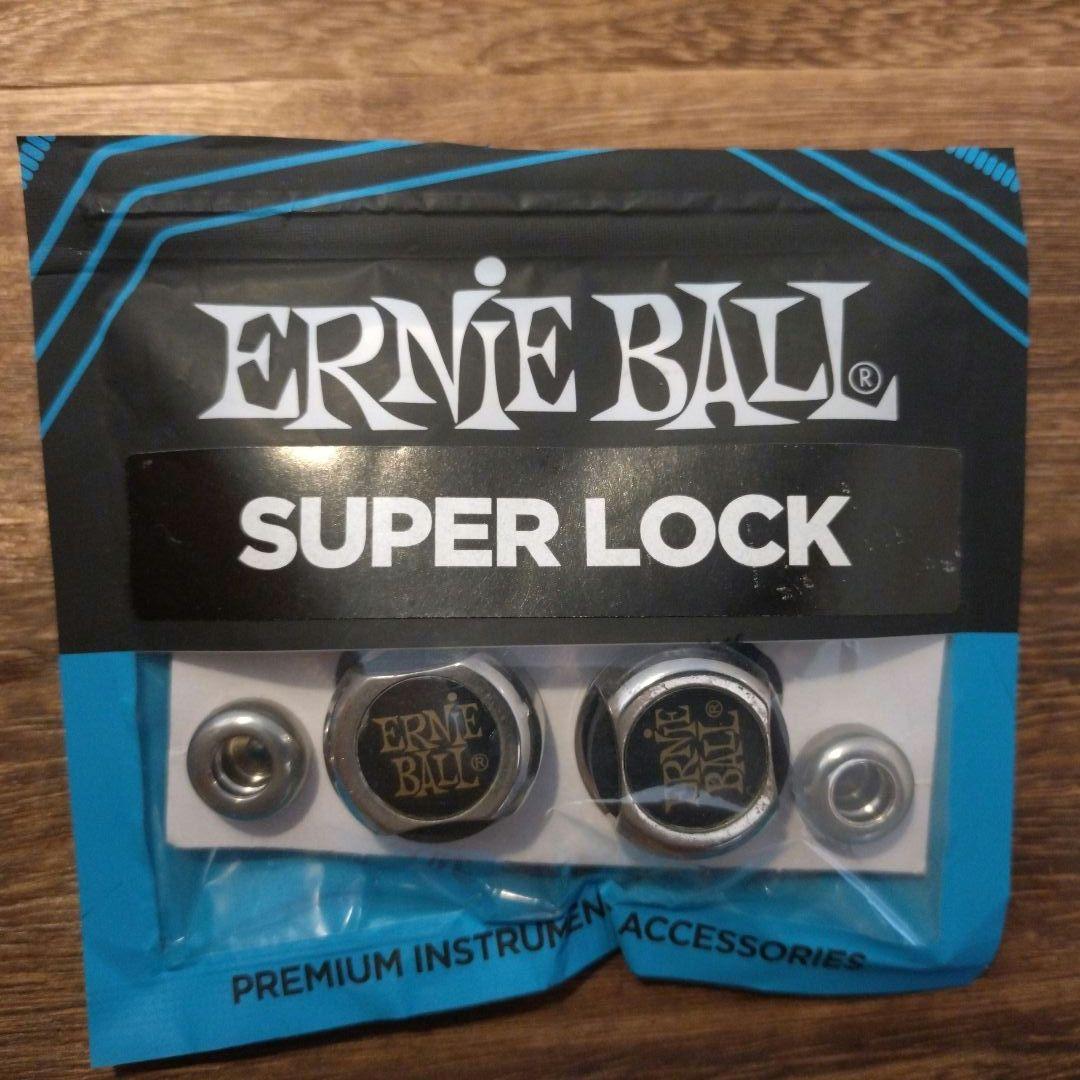 ERNIE BALL®
SUPER LOCK
ERNIE
BALL®
ERNIE
BALL®
PREMIUM INSTRUMENT ACCESSORIES